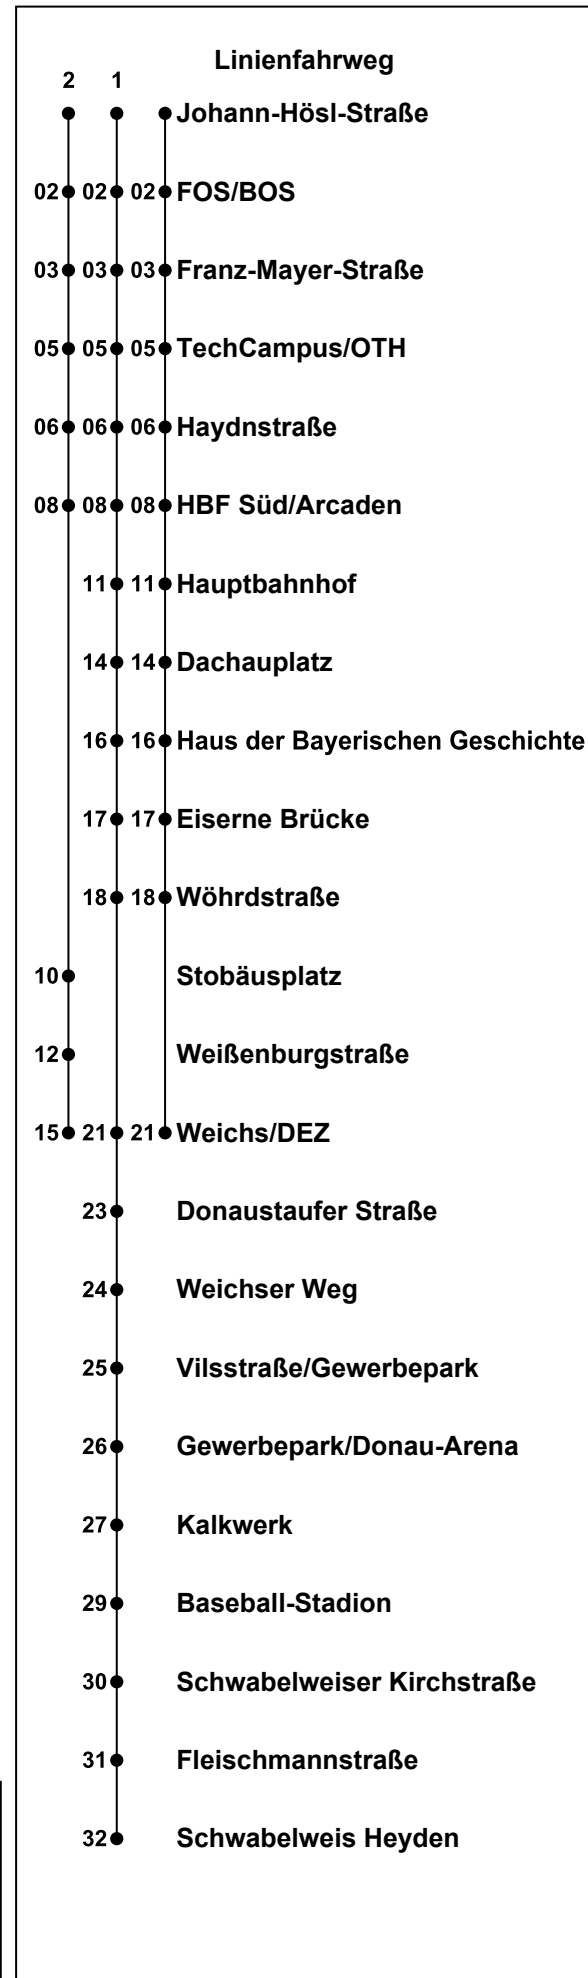 Linienfahrweg
2 1
Johann-Hösl-Straße
02 02 02 FOS/BOS
03 03 03 Franz-Mayer-Straße
05 05 05 TechCampus/OTH
06 06 06 Haydnstraße
08 08 08 HBF Süd/Arcaden
11 11 Hauptbahnhof
14 14 Dachauplatz
16 16 Haus der Bayerischen Geschichte
17 17 Eiserne Brücke
18 18 Wöhrdstraße
10 Stobäusplatz
12 Weißenburgstraße
15 21 21 Weichs/DEZ
23 Donaustaufer Straße
24 Weichser Weg
25 Vilsstraße/Gewerbepark
26 Gewerbepark/Donau-Arena
27 Kalkwerk
29 Baseball-Stadion
30 Schwabelweiser Kirchstraße
31 Fleischmannstraße
32 Schwabelweis Heyden